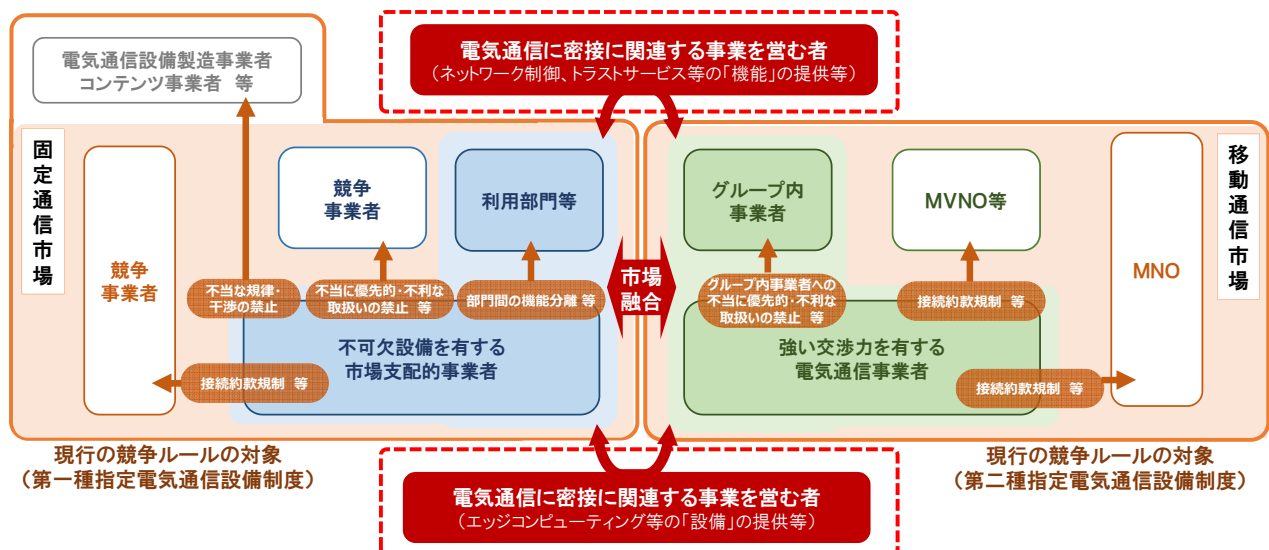 電気通信設備製造事業者
コンテンツ事業者 等
電気通信に密接に関連する事業を営む者
（ネットワーク制御、トラストサービス等の「機能」の提供等）
固定通信市場
競争
事業者
競争
事業者
利用部門等
不当な規律・
干渉の禁止
不当に優先的・不利な
取扱いの禁止 等
部門間の機能分離 等
不可欠設備を有する
市場支配的事業者
接続約款規制 等
市場
融合
グループ内
事業者
MVNO等
MNO
移動通信市場
グループ内事業者への
不当に優先的・不利な
取扱いの禁止 等
接続約款規制 等
強い交渉力を有する
電気通信事業者
接続約款規制 等
現行の競争ルールの対象
（第一種指定電気通信設備制度）
現行の競争ルールの対象
（第二種指定電気通信設備制度）
電気通信に密接に関連する事業を営む者
（エッジコンピューティング等の「設備」の提供等）